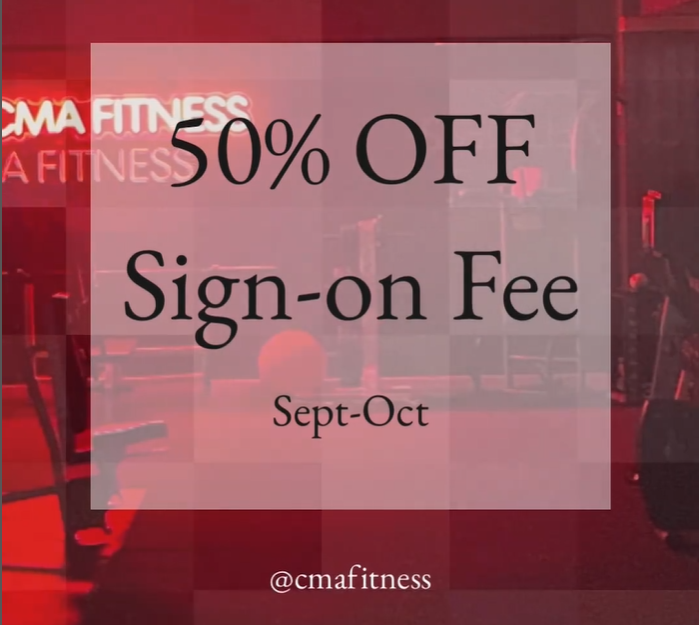 CMA FITNESS
A FITNESS
50% OFF
Sign-on Fee
Sept-Oct
@cmafitness